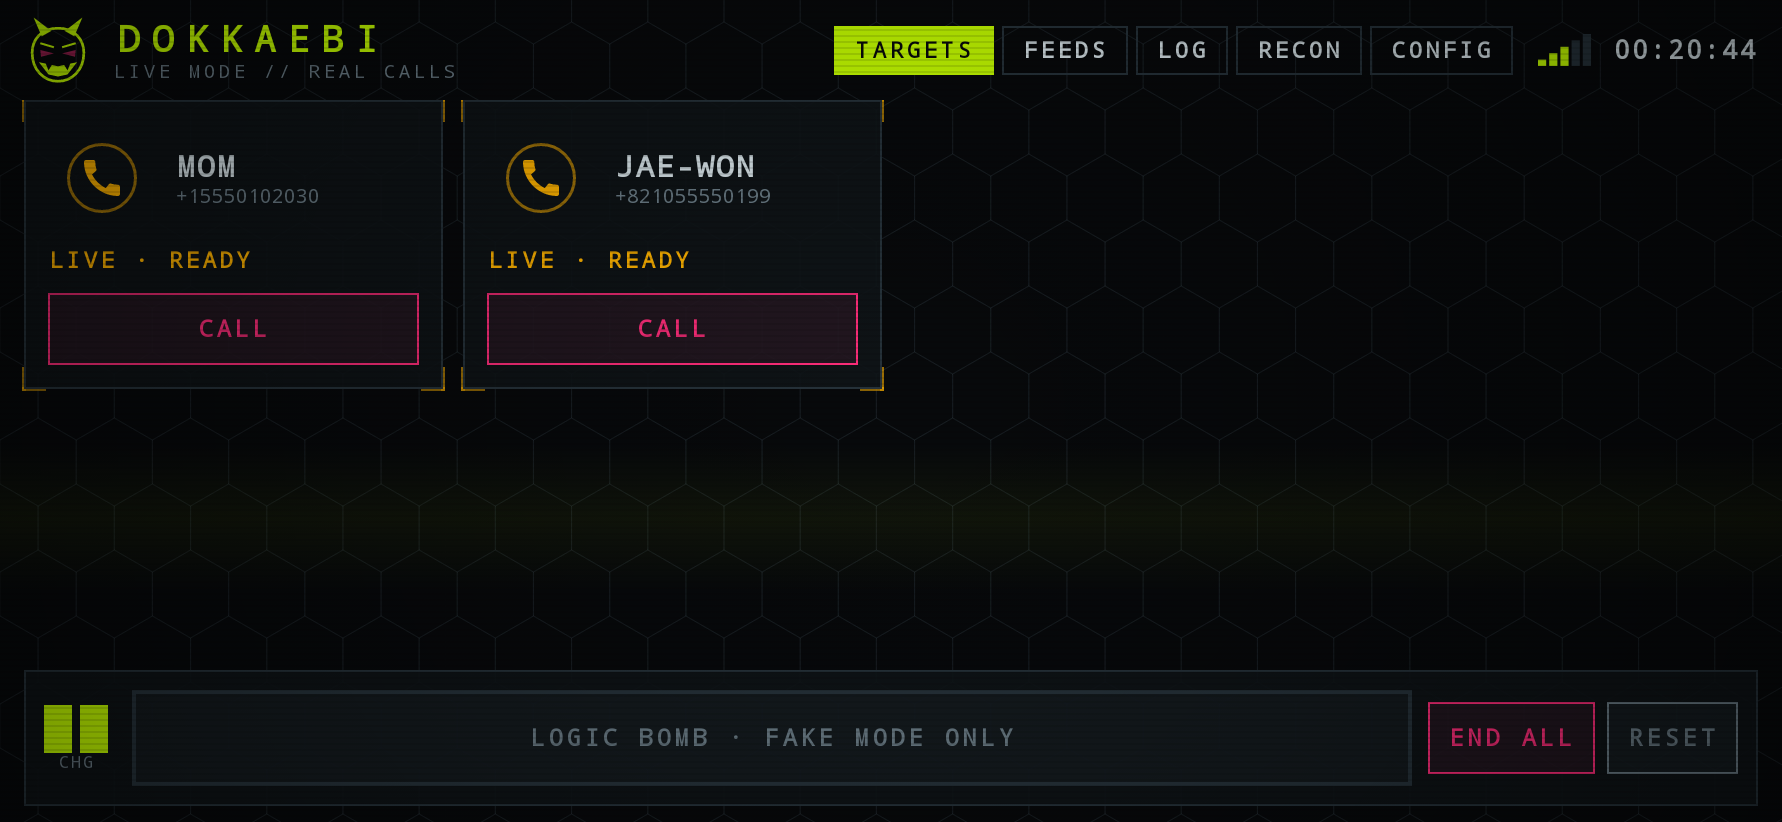 DOKKAEBI
LIVE MODE // REAL CALLS
TARGETS
FEEDS
LOG
RECON
CONFIG
00:20:44
MOM
+15550102030
LIVE · READY
CALL
JAE-WON
+821055550199
LIVE · READY
CALL
CHG
LOGIC BOMB · FAKE MODE ONLY
END ALL
RESET